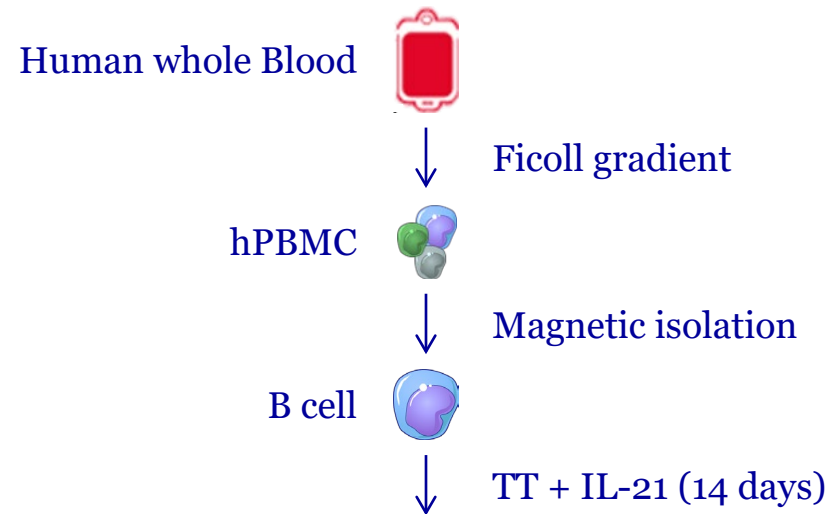 Human whole Blood
Ficoll gradient
hPBMC
Magnetic isolation
B cell
TT + IL-21 (14 days)